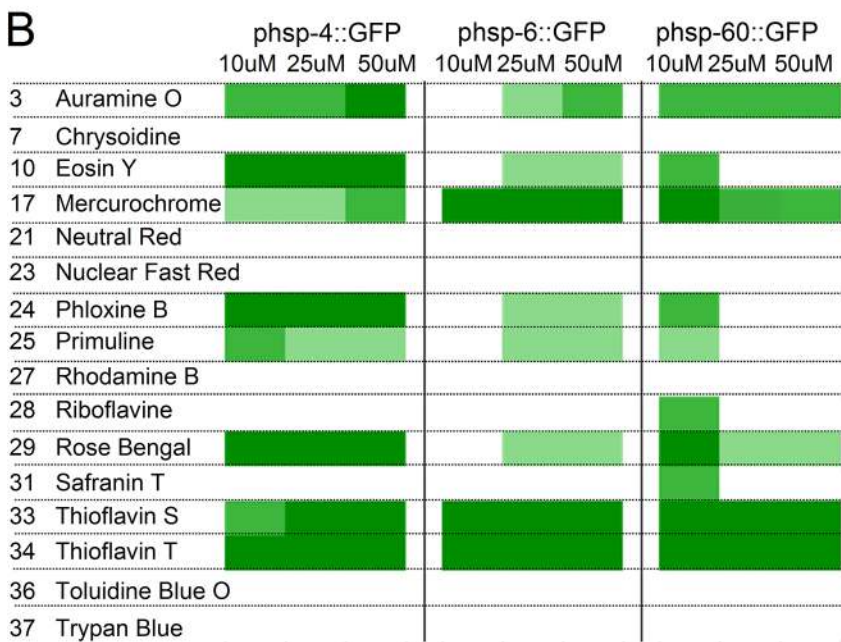 B
phsp-4::GFP phsp-6::GFP phsp-60::GFP
10uM 25uM 50uM 10uM 25uM 50uM 10uM 25uM 50uM
3 Auramine O
7 Chrysoidine
10 Eosin Y
17 Mercurochrome
21 Neutral Red
23 Nuclear Fast Red
24 Phloxine B
25 Primuline
27 Rhodamine B
28 Riboflavine
29 Rose Bengal
31 Safranin T
33 Thioflavin S
34 Thioflavin T
36 Toluidine Blue O
37 Trypan Blue